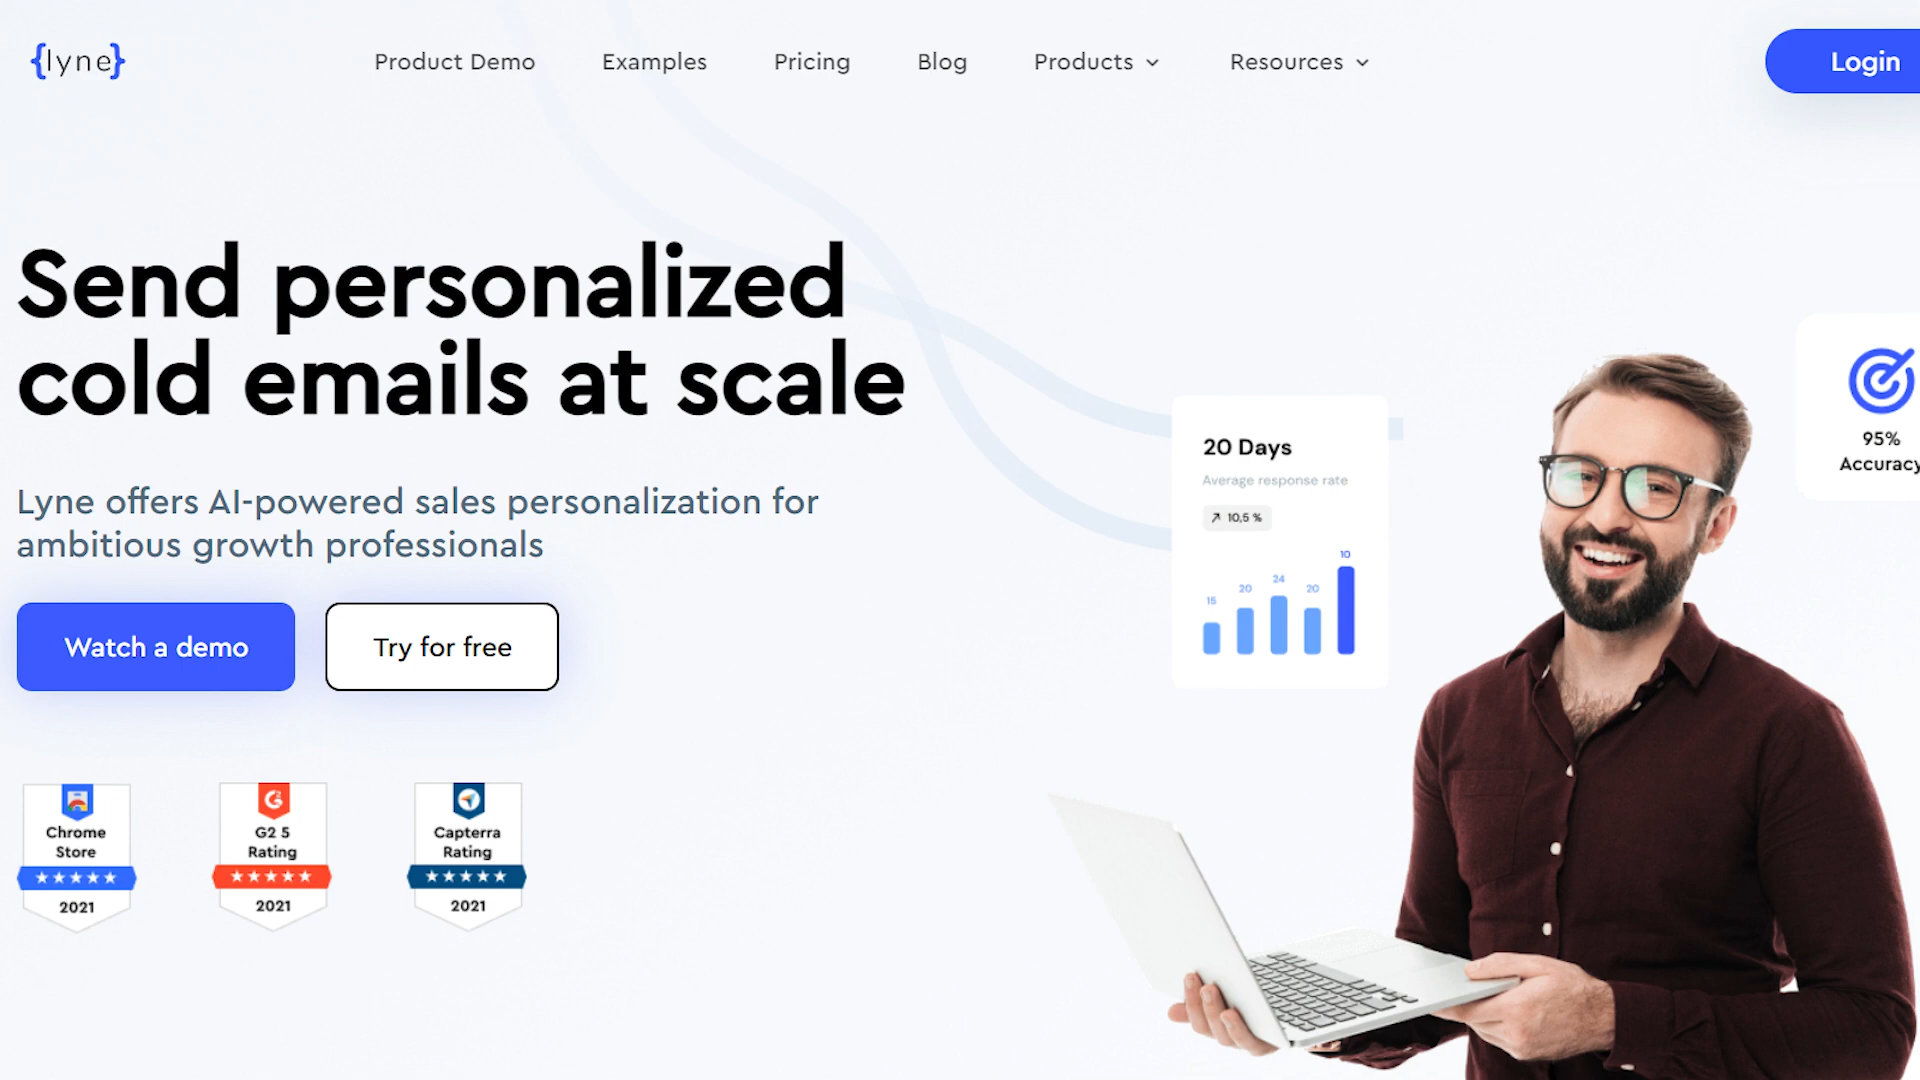 {lyne}
Product Demo
Examples
Pricing
Blog
Products
Resources
Login
Send personalized
cold emails at scale
Lyne offers AI-powered sales personalization for
ambitious growth professionals
Watch a demo
Try for free
Chrome
Store
2021
G2 5
Rating
2021
Capterra
Rating
2021
20 Days
Average response rate
10,5 %
15
20
24
20
10
95%
Accuracy